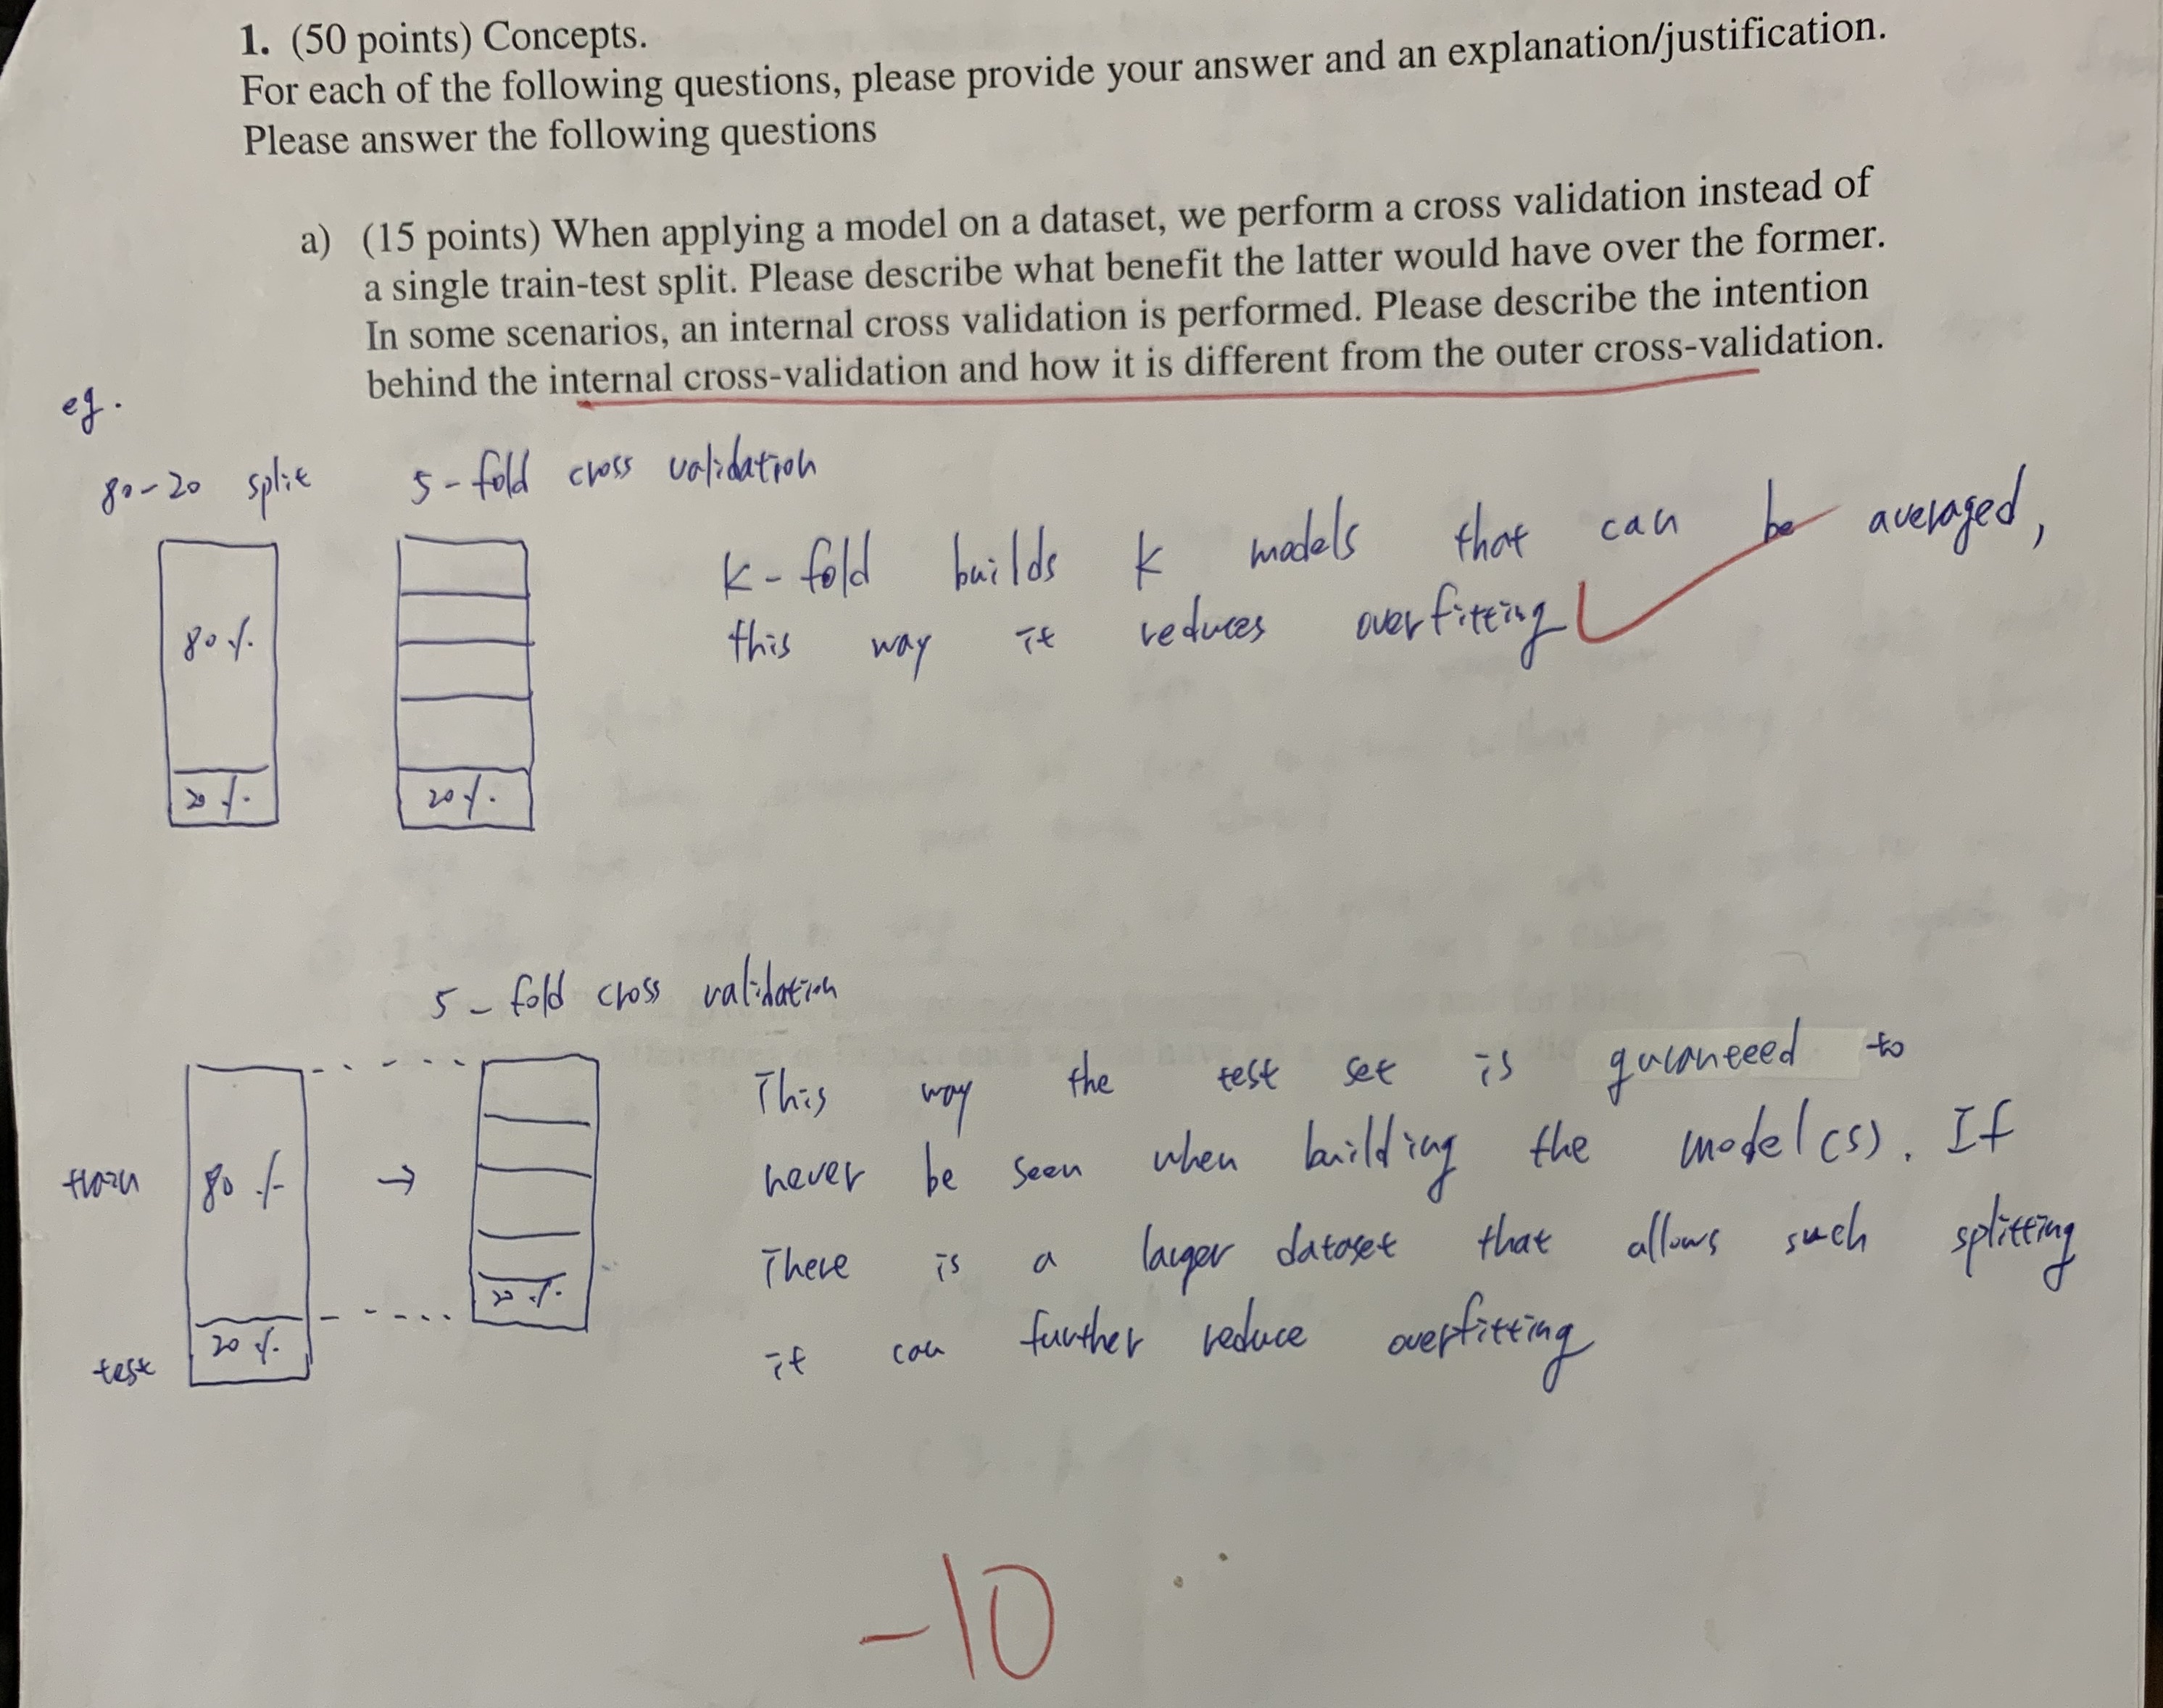 1. (50 points) Concepts.
For each of the following questions, please provide your answer and an explanation/justification.
Please answer the following questions
a) (15 points) When applying a model on a dataset, we perform a cross validation instead of
a single train-test split. Please describe what benefit the latter would have over the former.
In some scenarios, an internal cross validation is performed. Please describe the intention
behind the internal cross-validation and how it is different from the outer cross-validation.
eg.
80-20 split
5-fold cross validation
80%
20%
20%
K-fold builds K models that can be averaged,
this way it reduces overfitting
5-fold cross validation
train
80%
20%
test
20%
This way the test set is guranteeed to
never be seen when building the model(s). If
There is a larger dataset that allows such splitting
it can further reduce overfitting
-10